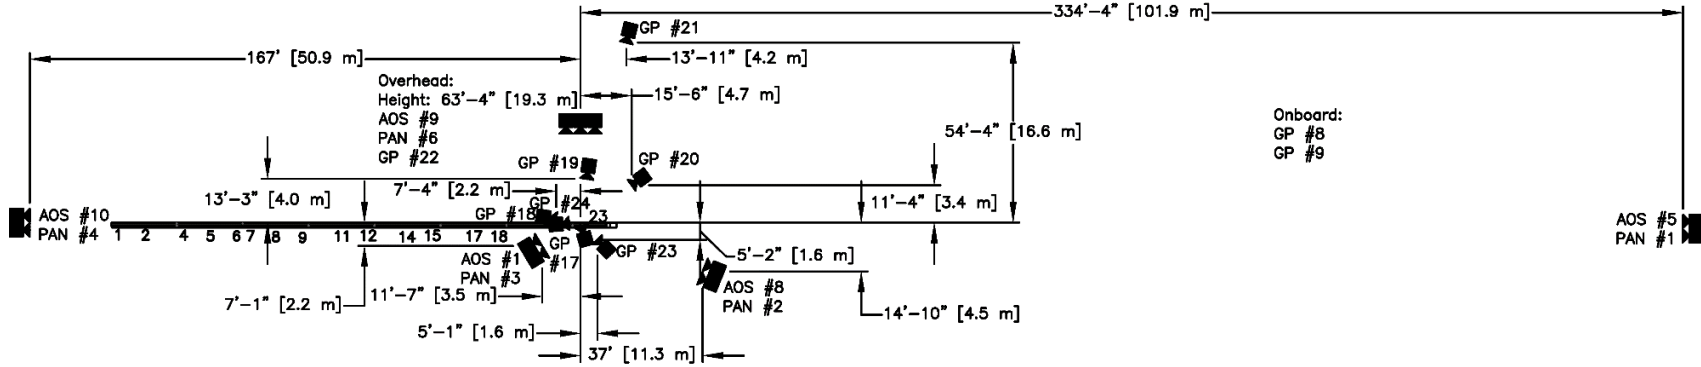 334'-4" [101.9 m]
GP #21
167' [50.9 m]
13'-11" [4.2 m]
Overhead:
Height: 63'-4" [19.3 m]
AOS #9
PAN #6
GP #22
15'-6" [4.7 m]
54'-4" [16.6 m]
Onboard:
GP #8
GP #9
GP #19
GP #20
7'-4" [2.2 m]
13'-3" [4.0 m]
11'-4" [3.4 m]
GP #24
GP #18
23
AOS #10
PAN #4
AOS #5
PAN #1
1 2 4 5 6 7 8 9 11 12 14 15 17 18
GP
#17
GP #23
5'-2" [1.6 m]
AOS #1
PAN #3
AOS #8
PAN #2
11'-7" [3.5 m]
7'-1" [2.2 m]
14'-10" [4.5 m]
5'-1" [1.6 m]
37' [11.3 m]